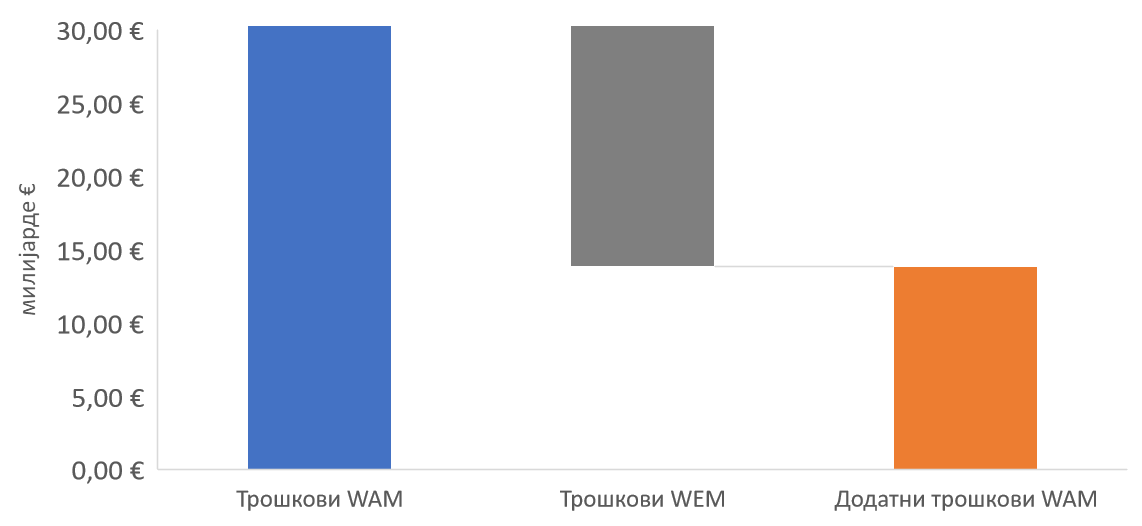 30,00 €
25,00 €
20,00 €
15,00 €
10,00 €
5,00 €
0,00 €
милијарде €
Трошкови WAM
Трошкови WEM
Додатни трошкови WAM